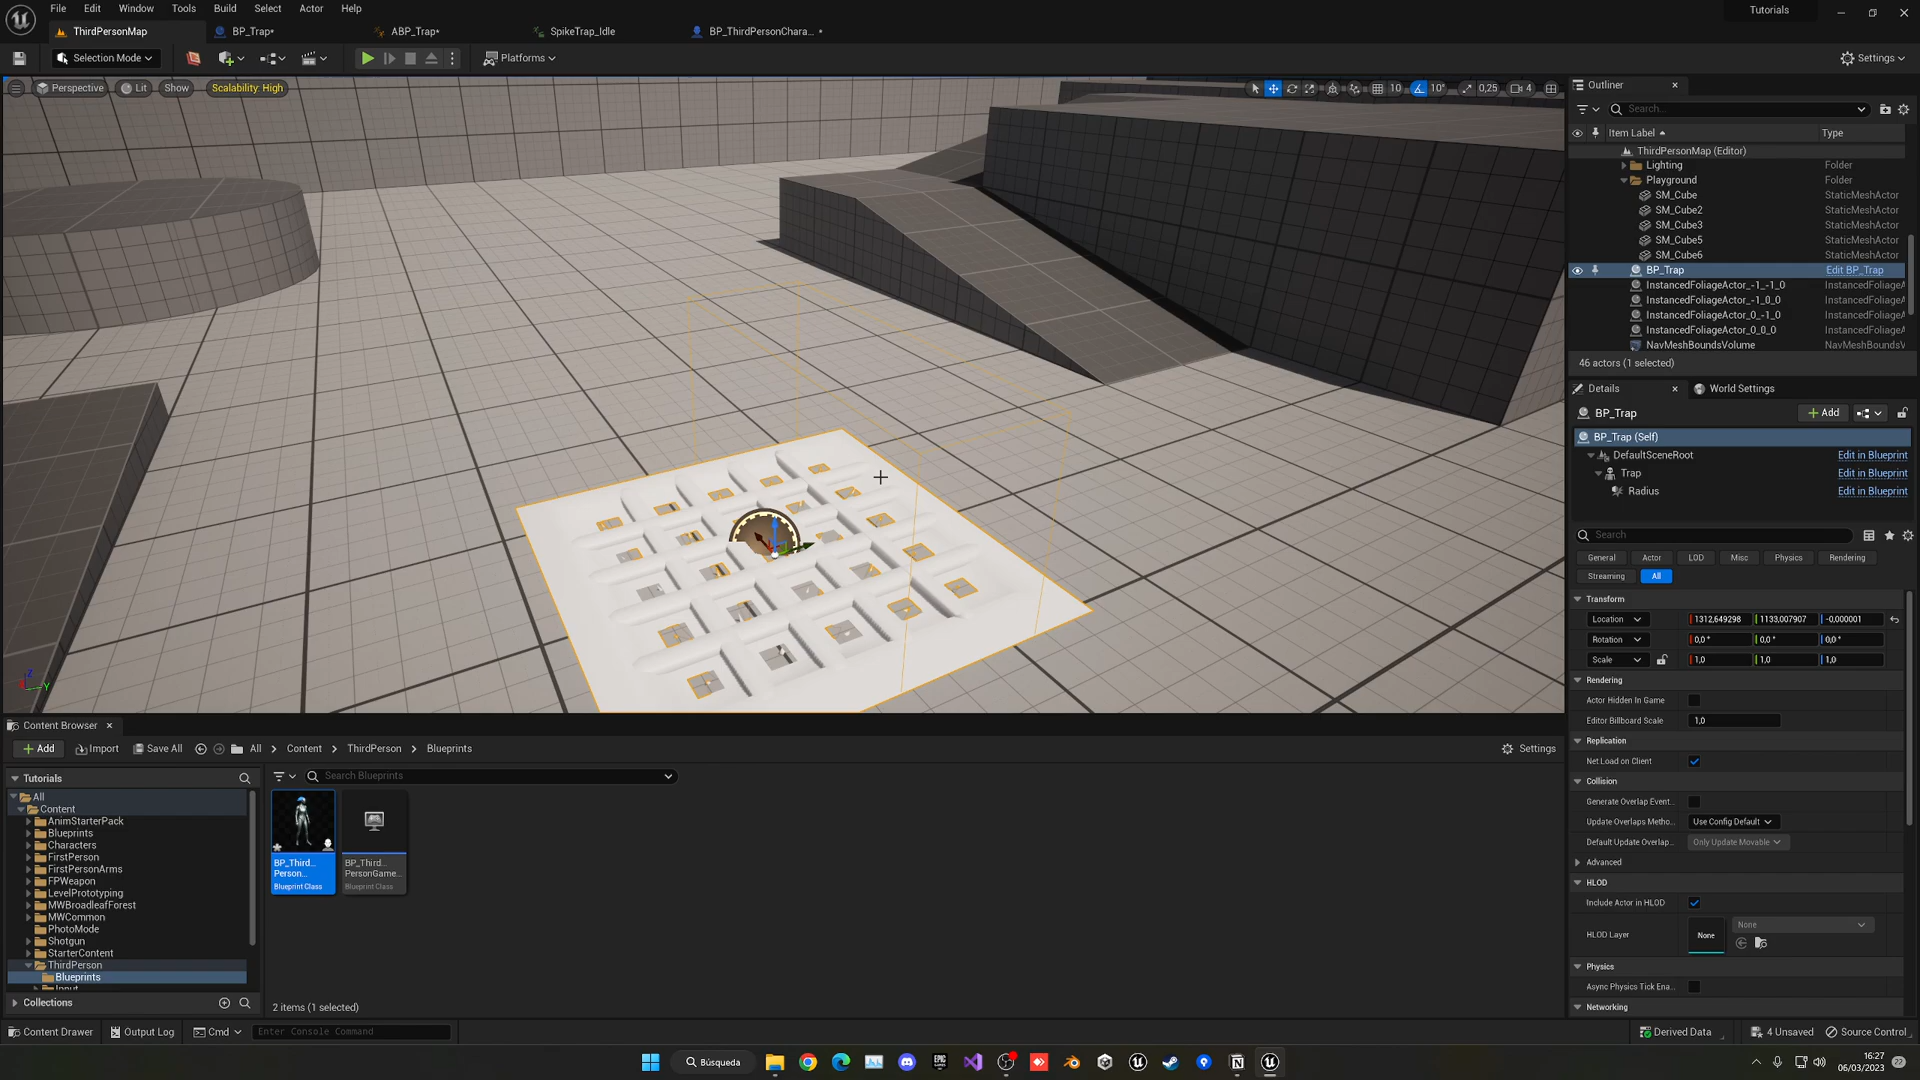 File Edit Window Tools Build Select Actor Help
Tutorials
ThirdPersonMap BP_Trap* ABP_Trap* SpikeTrap_Idle BP_ThirdPersonChara... *
Selection Mode Platforms Settings
Perspective Lit Show Scalability: High 10 10° 0,25 4
Outliner
Search...
Item Label Type
ThirdPersonMap (Editor)
Lighting Folder
Playground Folder
SM_Cube StaticMeshActor
SM_Cube2 StaticMeshActor
SM_Cube3 StaticMeshActor
SM_Cube5 StaticMeshActor
SM_Cube6 StaticMeshActor
BP_Trap Edit BP_Trap
InstancedFoliageActor_-1_-1_0 InstancedFoliageA
InstancedFoliageActor_-1_0_0 InstancedFoliageA
InstancedFoliageActor_0_-1_0 InstancedFoliageA
InstancedFoliageActor_0_0_0 InstancedFoliageA
NavMeshBoundsVolume NavMeshBoundsV
46 actors (1 selected)
Details World Settings
BP_Trap Add
BP_Trap (Self)
DefaultSceneRoot Edit in Blueprint
Trap Edit in Blueprint
Radius Edit in Blueprint
Search
General Actor LOD Misc Physics Rendering
Streaming All
Transform
Location 1312,649298 1133,007907 -0,000001
Rotation 0,0 ° 0,0 ° 0,0 °
Scale 1,0 1,0 1,0
Rendering
Actor Hidden In Game
Editor Billboard Scale 1,0
Replication
Net Load on Client
Collision
Generate Overlap Event...
Update Overlaps Metho... Use Config Default
Default Update Overlap... Only Update Movable
Advanced
HLOD
Include Actor in HLOD
HLOD Layer None None
Physics
Async Physics Tick Ena...
Networking
Z
Y
Content Browser
Add Import Save All All Content ThirdPerson Blueprints Settings
Tutorials
Search Blueprints
All
Content
AnimStarterPack
Blueprints
Characters
FirstPerson
FirstPersonArms
FPWeapon
LevelPrototyping
MWBroadleafForest
MWCommon
PhotoMode
Shotgun
StarterContent
ThirdPerson
Blueprints
Input
Collections
BP_Third...
Person...
Blueprint Class
BP_Third...
PersonGame...
Blueprint Class
2 items (1 selected)
Content Drawer Output Log Cmd Enter Console Command Derived Data 4 Unsaved Source Control
Búsqueda
EPIC
GAMES
16:27
06/03/2023
22